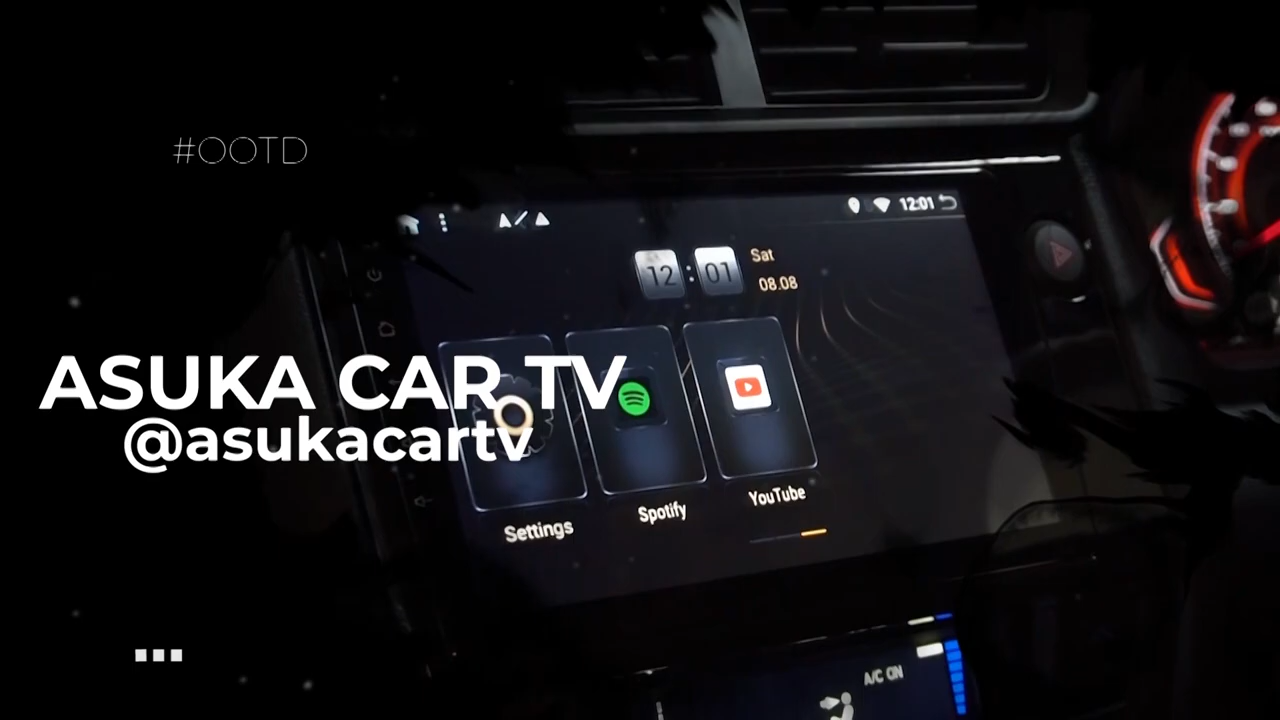 #OOTD
12:01
12:01
Sat
08.08
ASUKA CAR TV
@asukacartv
Settings
Spotify
YouTube
A/C ON